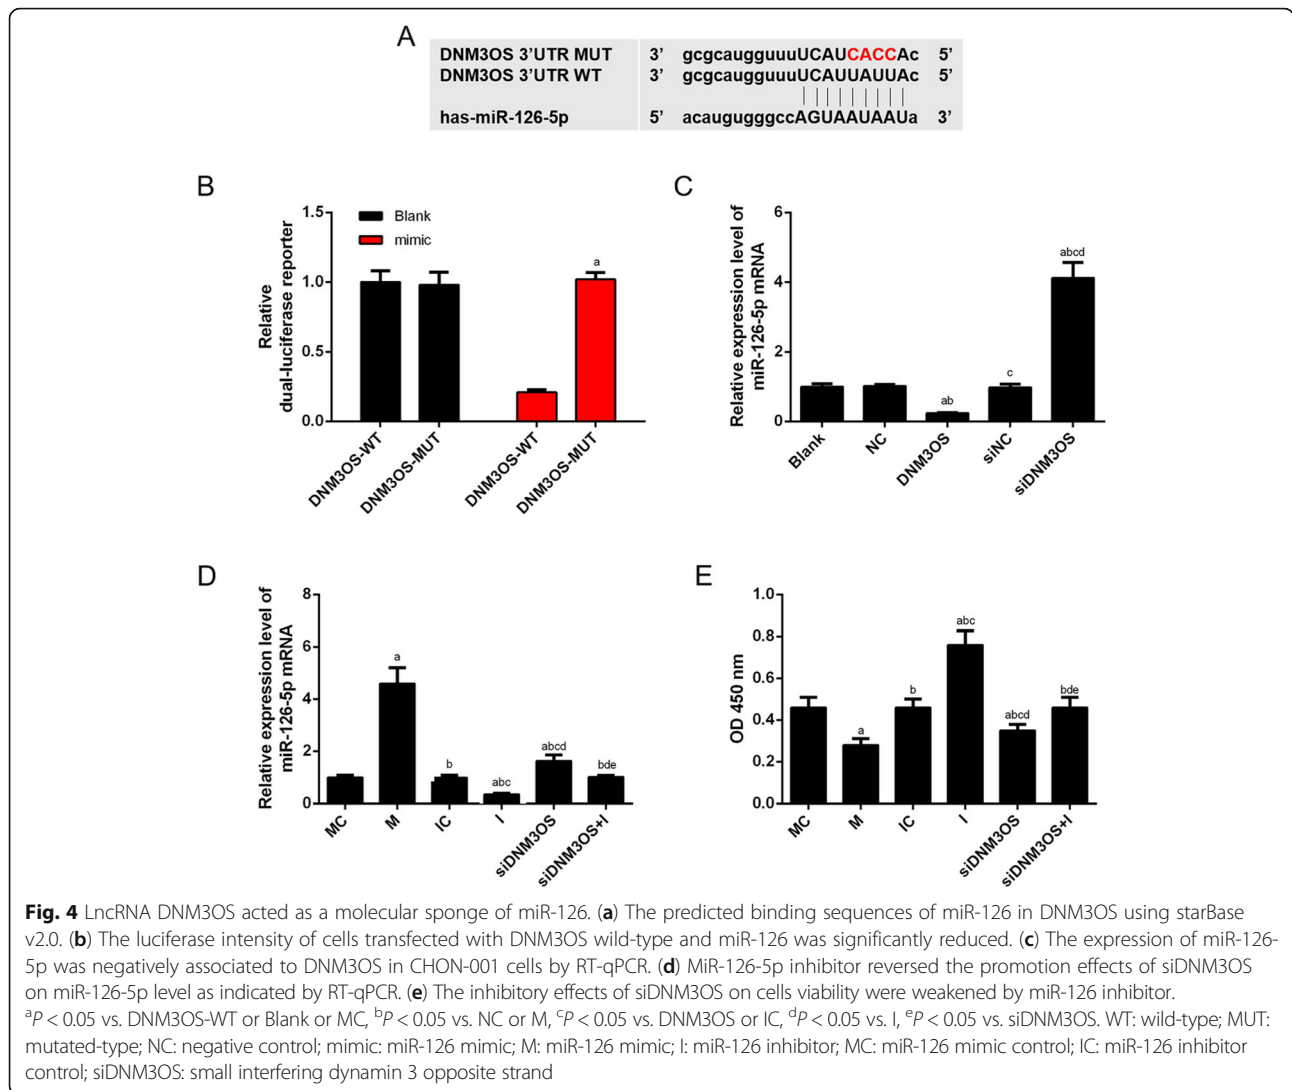 A
DNM3OS 3'UTR MUT 3' gcgcaugguuuUCAUCACCAc 5'
DNM3OS 3'UTR WT 3' gcgcaugguuuUCAUUAUUAc 5'
has-miR-126-5p 5' acaugugggccAGUAAUAAUa 3'
B
Relative
dual-luciferase reporter
1.5
1.0
0.5
0.0
Blank
mimic
a
DNM3OS-WT
DNM3OS-MUT
DNM3OS-WT
DNM3OS-MUT
C
Relative expression level of
miR-126-5p mRNA
6
4
2
0
ab
c
abcd
Blank
NC
DNM3OS
siNC
siDNM3OS
D
Relative expression level of
miR-126-5p mRNA
8
6
4
2
0
a
b
abc
abcd
bde
MC
M
IC
I
siDNM3OS
siDNM3OS+I
E
OD 450 nm
1.0
0.8
0.6
0.4
0.2
0.0
a
b
abc
abcd
bde
MC
M
IC
I
siDNM3OS
siDNM3OS+I
Fig. 4 LncRNA DNM3OS acted as a molecular sponge of miR-126. (a) The predicted binding sequences of miR-126 in DNM3OS using starBase
v2.0. (b) The luciferase intensity of cells transfected with DNM3OS wild-type and miR-126 was significantly reduced. (c) The expression of miR-126-
5p was negatively associated to DNM3OS in CHON-001 cells by RT-qPCR. (d) MiR-126-5p inhibitor reversed the promotion effects of siDNM3OS
on miR-126-5p level as indicated by RT-qPCR. (e) The inhibitory effects of siDNM3OS on cells viability were weakened by miR-126 inhibitor.
aP < 0.05 vs. DNM3OS-WT or Blank or MC, bP < 0.05 vs. NC or M, cP < 0.05 vs. DNM3OS or IC, dP < 0.05 vs. I, eP < 0.05 vs. siDNM3OS. WT: wild-type; MUT:
mutated-type; NC: negative control; mimic: miR-126 mimic; M: miR-126 mimic; I: miR-126 inhibitor; MC: miR-126 mimic control; IC: miR-126 inhibitor
control; siDNM3OS: small interfering dynamin 3 opposite strand